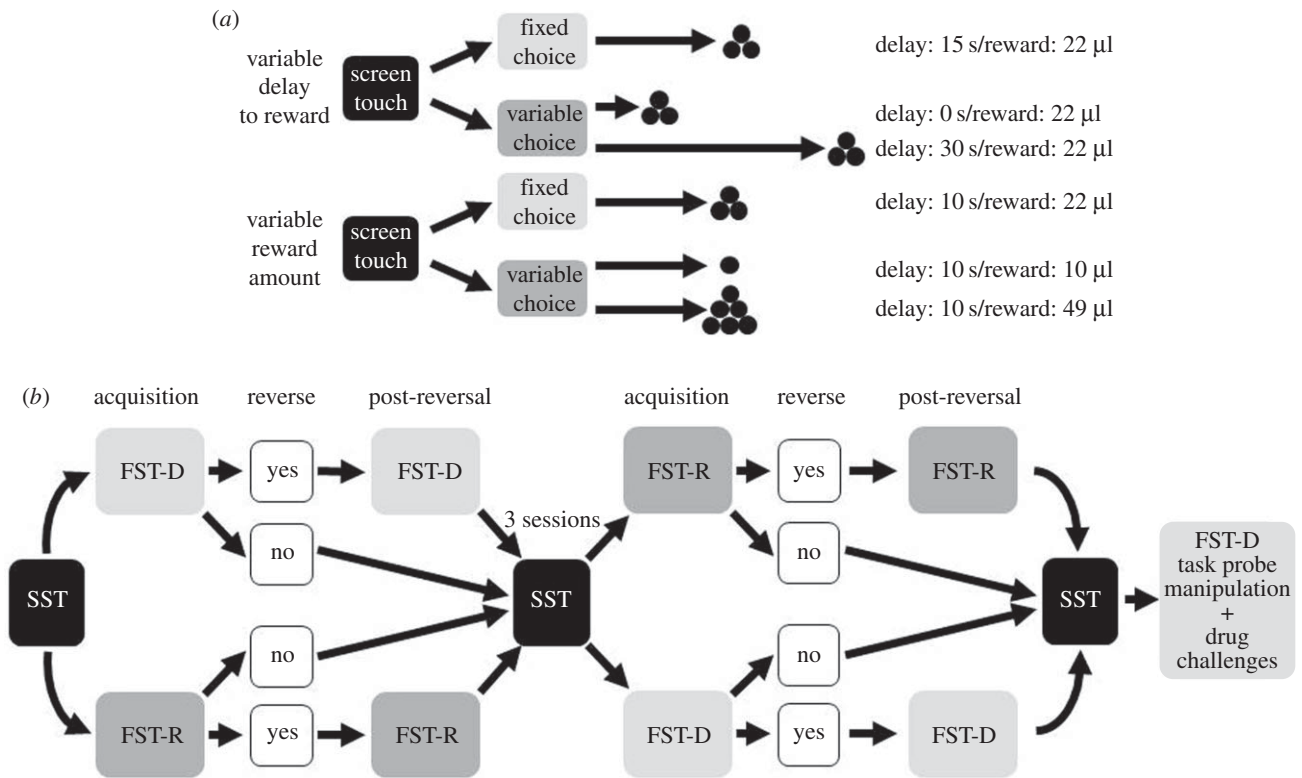 (a)
variable
delay
to reward
screen
touch
fixed
choice
delay: 15 s/reward: 22 µl
variable
choice
delay: 0 s/reward: 22 µl
delay: 30 s/reward: 22 µl
variable
reward
amount
screen
touch
fixed
choice
delay: 10 s/reward: 22 µl
variable
choice
delay: 10 s/reward: 10 µl
delay: 10 s/reward: 49 µl
(b)
acquisition reverse post-reversal acquisition reverse post-reversal
FST-D yes FST-D FST-R yes FST-R
3 sessions
no no
SST SST SST
FST-D
task probe
manipulation
+
drug
challenges
no no
FST-R yes FST-R FST-D yes FST-D